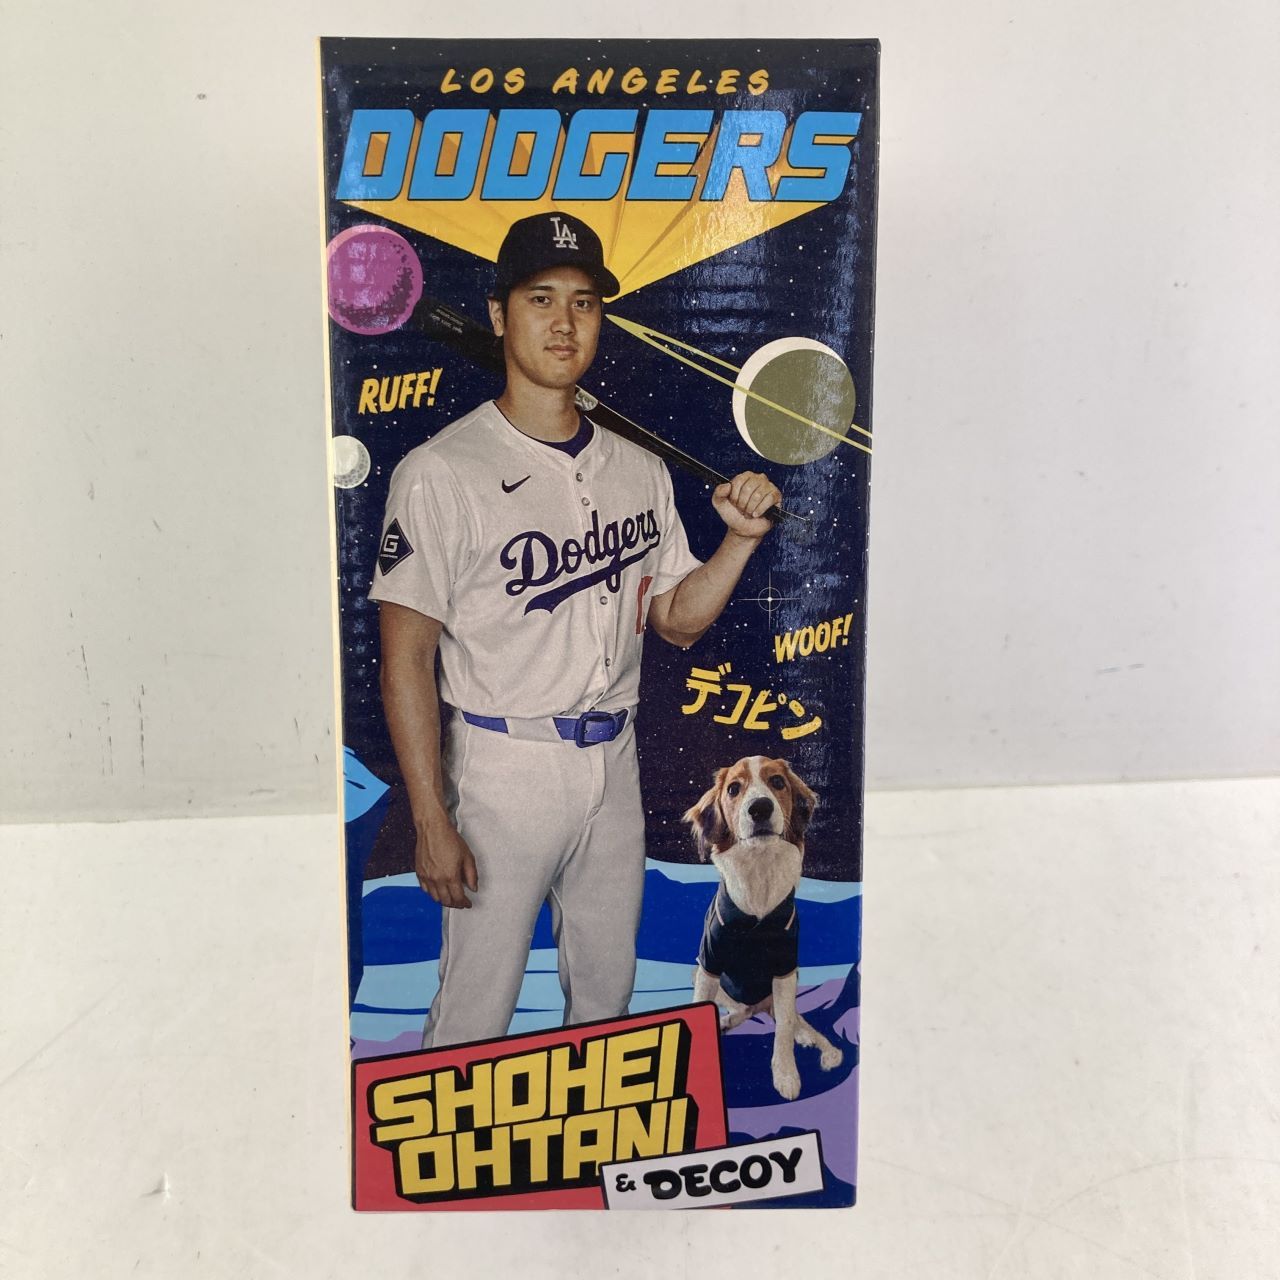 LOS ANGELES
DODGERS
LA
RUFF!
Dodgers
G
WOOF!
デコピン
SHOHEI
OHTANI
& DECOY